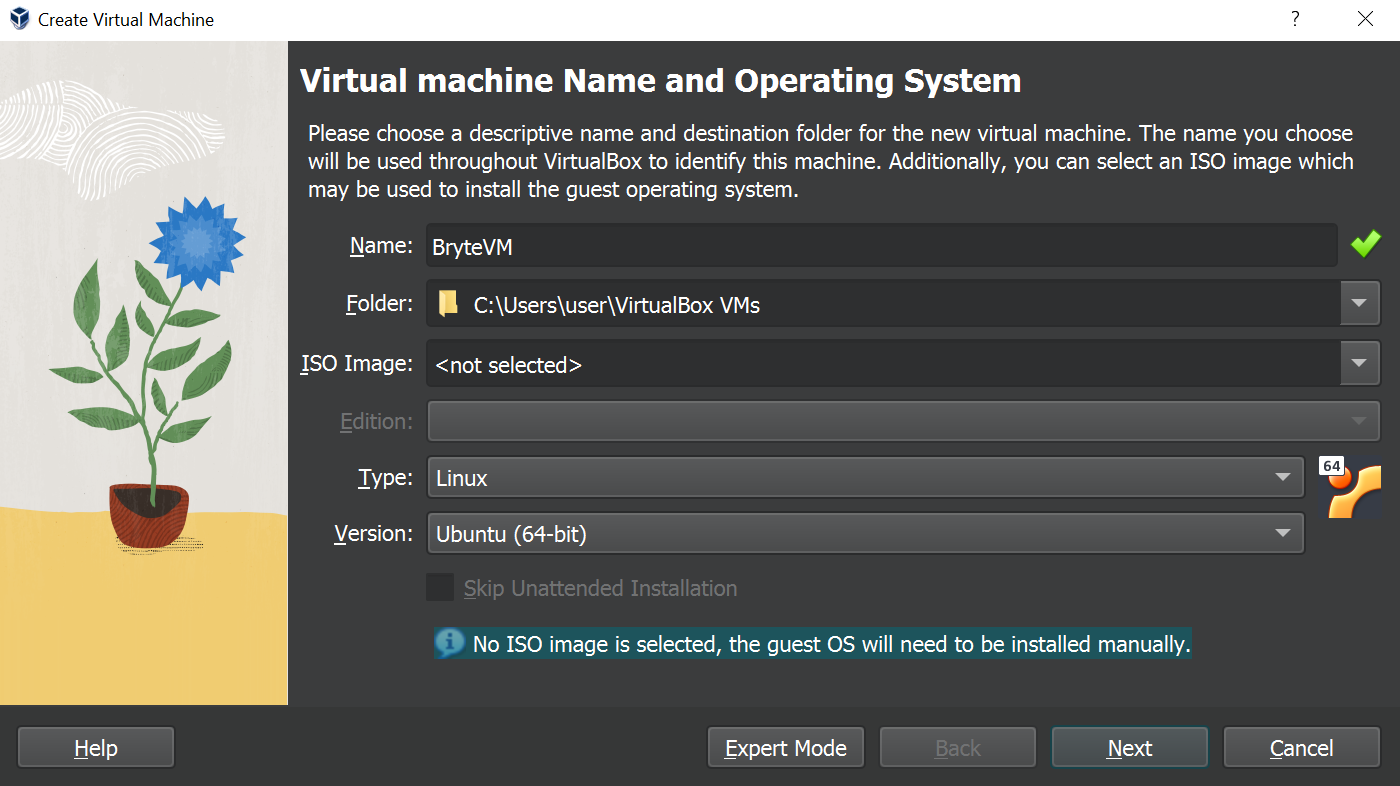 Create Virtual Machine
?
Virtual machine Name and Operating System
Please choose a descriptive name and destination folder for the new virtual machine. The name you choose
will be used throughout VirtualBox to identify this machine. Additionally, you can select an ISO image which
may be used to install the guest operating system.
Name: BryteVM
Folder: C:\Users\user\VirtualBox VMs
ISO Image: <not selected>
Edition:
Type: Linux
64
Version: Ubuntu (64-bit)
Skip Unattended Installation
No ISO image is selected, the guest OS will need to be installed manually.
Help Expert Mode Back Next Cancel